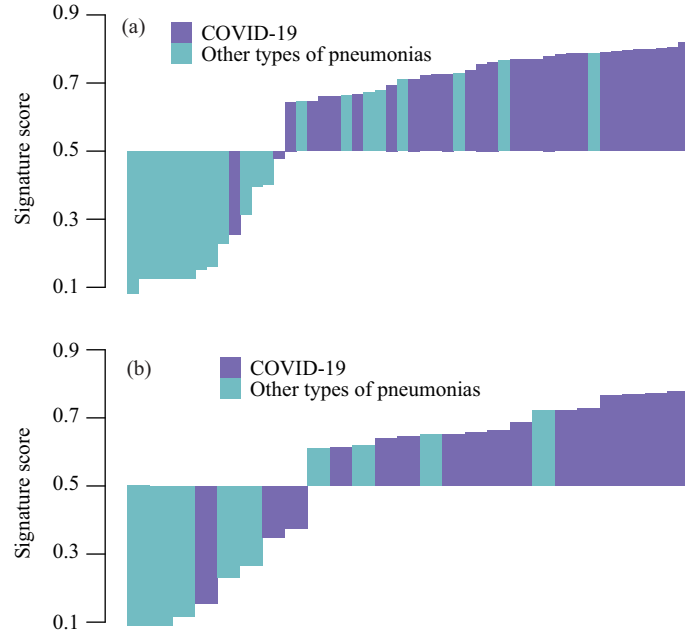 0.9
(a)
COVID-19
Other types of pneumonias
0.7
0.5
0.3
0.1
Signature score
0.9
(b)
COVID-19
Other types of pneumonias
0.7
0.5
0.3
0.1
Signature score